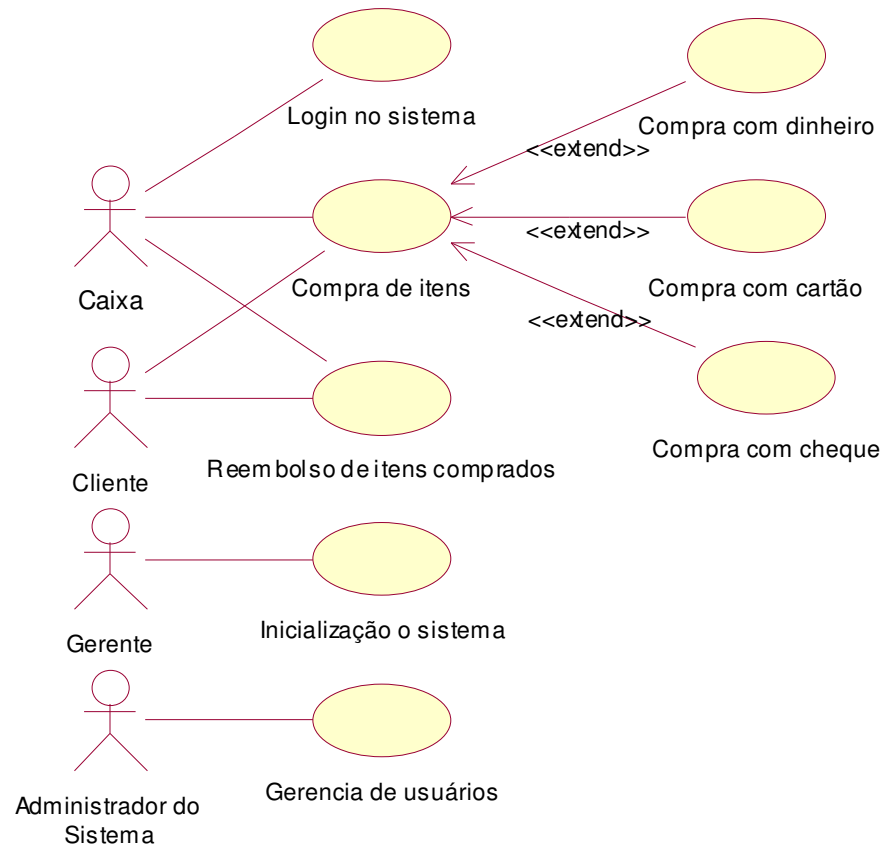 Login no sistema
Compra com dinheiro
<<extend>>
<<extend>>
Caixa
Compra de itens
Compra com cartão
<<extend>>
Compra com cheque
Cliente
Reembolso de itens comprados
Gerente
Inicialização o sistema
Gerencia de usuários
Administrador do
Sistema